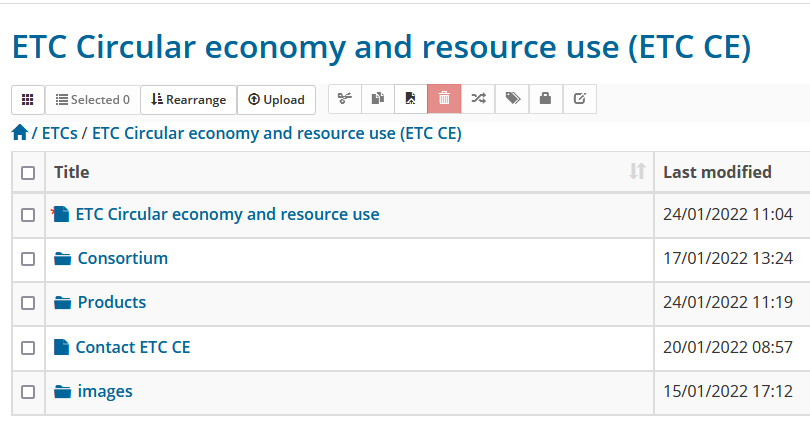 ETC Circular economy and resource use (ETC CE)
Selected 0 Rearrange Upload
/ ETCs / ETC Circular economy and resource use (ETC CE)
Title Last modified
* ETC Circular economy and resource use 24/01/2022 11:04
Consortium 17/01/2022 13:24
Products 24/01/2022 11:19
Contact ETC CE 20/01/2022 08:57
images 15/01/2022 17:12